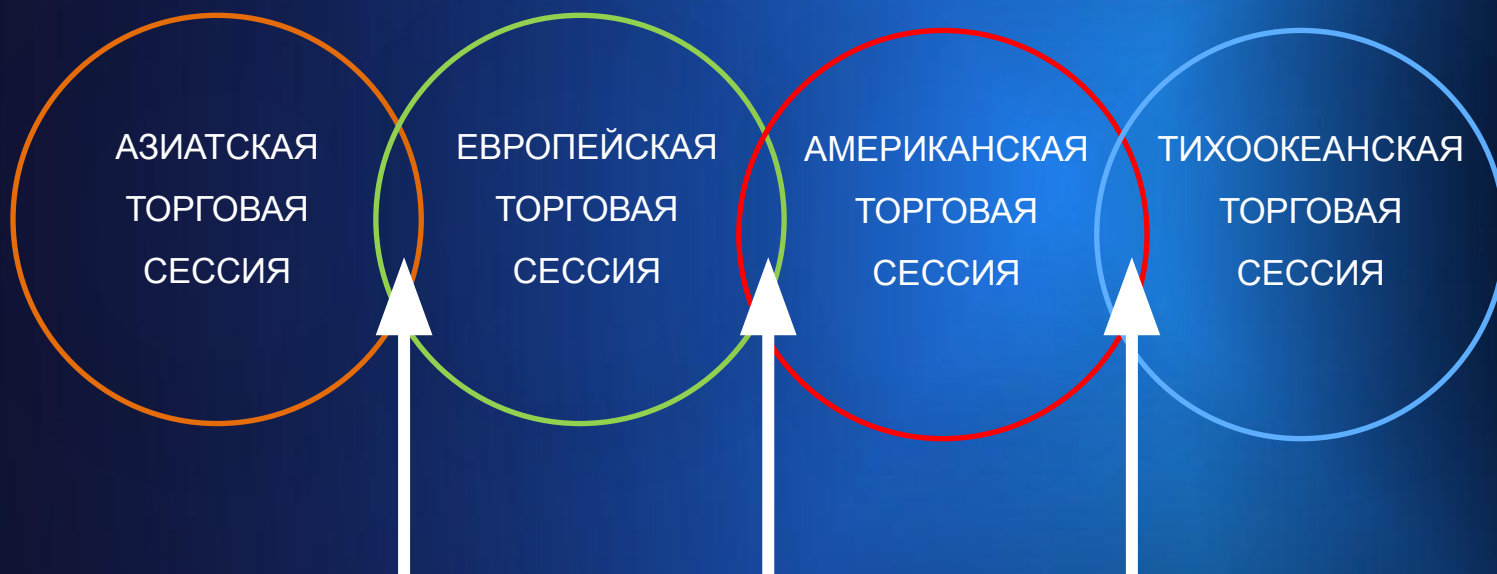 АЗИАТСКАЯ
ТОРГОВАЯ
СЕССИЯ
ЕВРОПЕЙСКАЯ
ТОРГОВАЯ
СЕССИЯ
АМЕРИКАНСКАЯ
ТОРГОВАЯ
СЕССИЯ
ТИХООКЕАНСКАЯ
ТОРГОВАЯ
СЕССИЯ